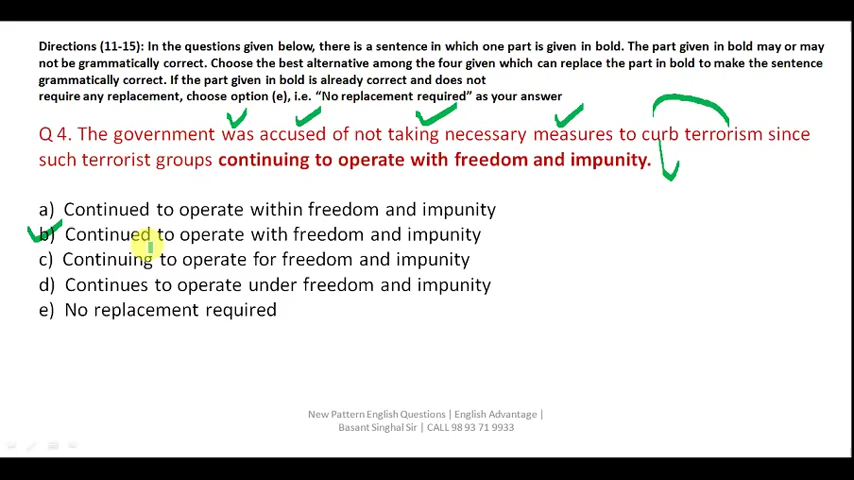 Directions (11-15): In the questions given below, there is a sentence in which one part is given in bold. The part given in bold may or may
not be grammatically correct. Choose the best alternative among the four given which can replace the part in bold to make the sentence
grammatically correct. If the part given in bold is already correct and does not
require any replacement, choose option (e), i.e. “No replacement required” as your answer
Q 4. The government was accused of not taking necessary measures to curb terrorism since
such terrorist groups continuing to operate with freedom and impunity.
a) Continued to operate within freedom and impunity
b) Continued to operate with freedom and impunity
c) Continuing to operate for freedom and impunity
d) Continues to operate under freedom and impunity
e) No replacement required
New Pattern English Questions | English Advantage |
Basant Singhal Sir | CALL 98 93 71 9933